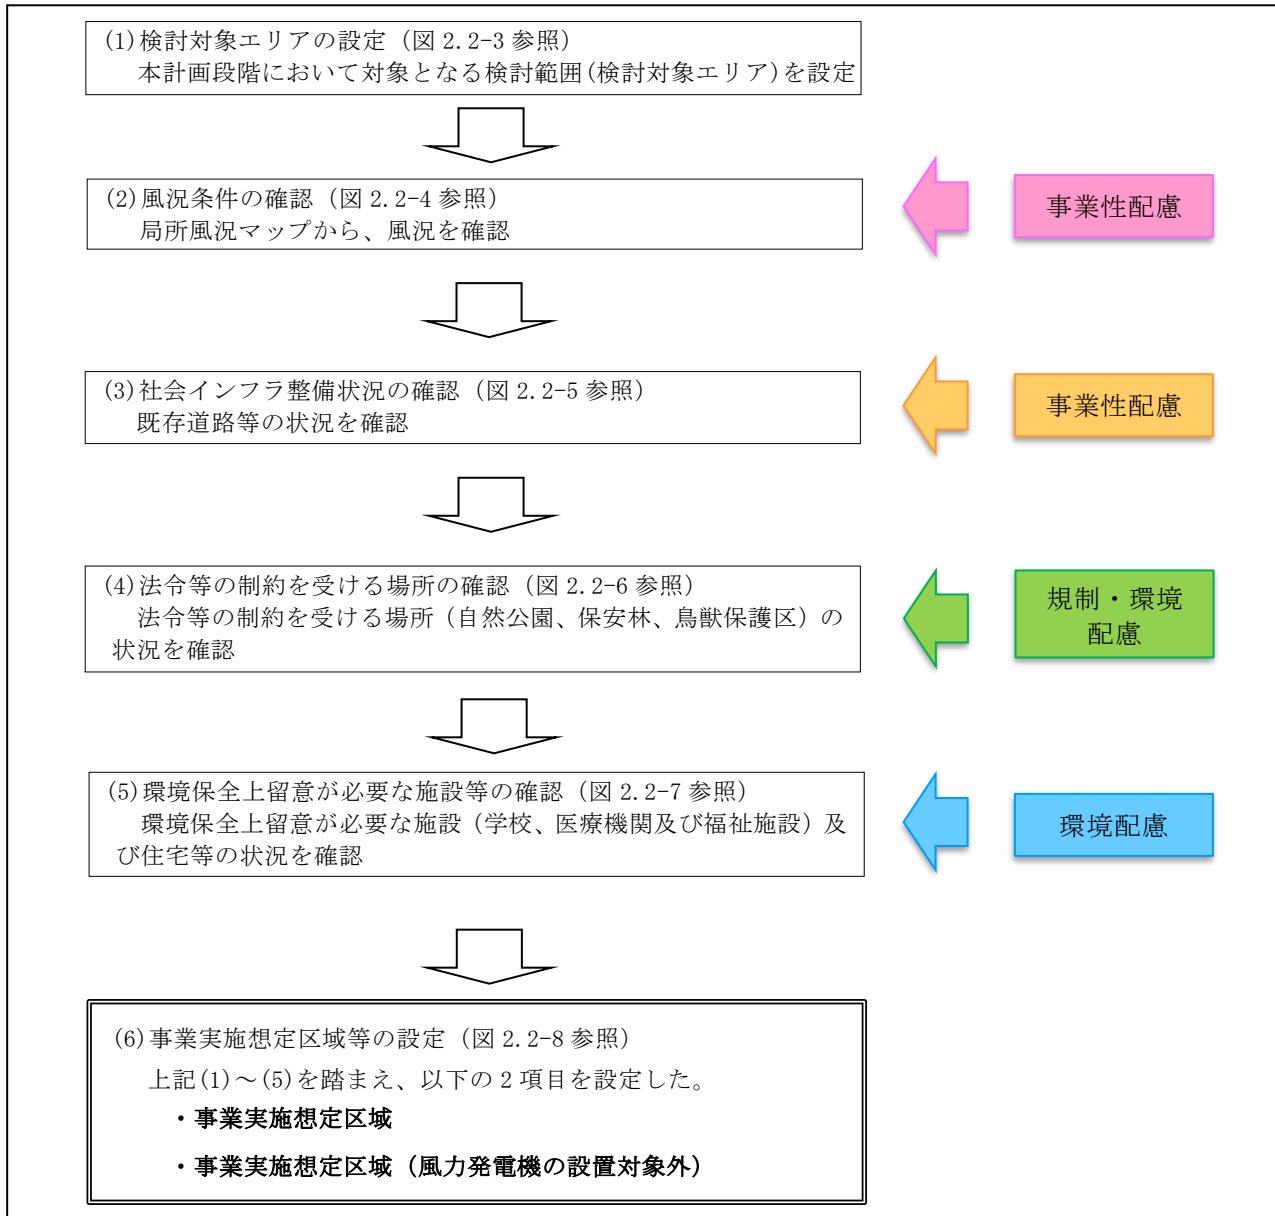 (1)検討対象エリアの設定（図 2.2-3 参照）
本計画段階において対象となる検討範囲(検討対象エリア)を設定
(2)風況条件の確認（図 2.2-4 参照）
局所風況マップから、風況を確認
事業性配慮
(3)社会インフラ整備状況の確認（図 2.2-5 参照）
既存道路等の状況を確認
事業性配慮
(4)法令等の制約を受ける場所の確認（図 2.2-6 参照）
法令等の制約を受ける場所（自然公園、保安林、鳥獣保護区）の
状況を確認
規制・環境
配慮
(5)環境保全上留意が必要な施設等の確認（図 2.2-7 参照）
環境保全上留意が必要な施設（学校、医療機関及び福祉施設）及
び住宅等の状況を確認
環境配慮
(6)事業実施想定区域等の設定（図 2.2-8 参照）
上記(1)～(5)を踏まえ、以下の 2 項目を設定した。
・事業実施想定区域
・事業実施想定区域（風力発電機の設置対象外）